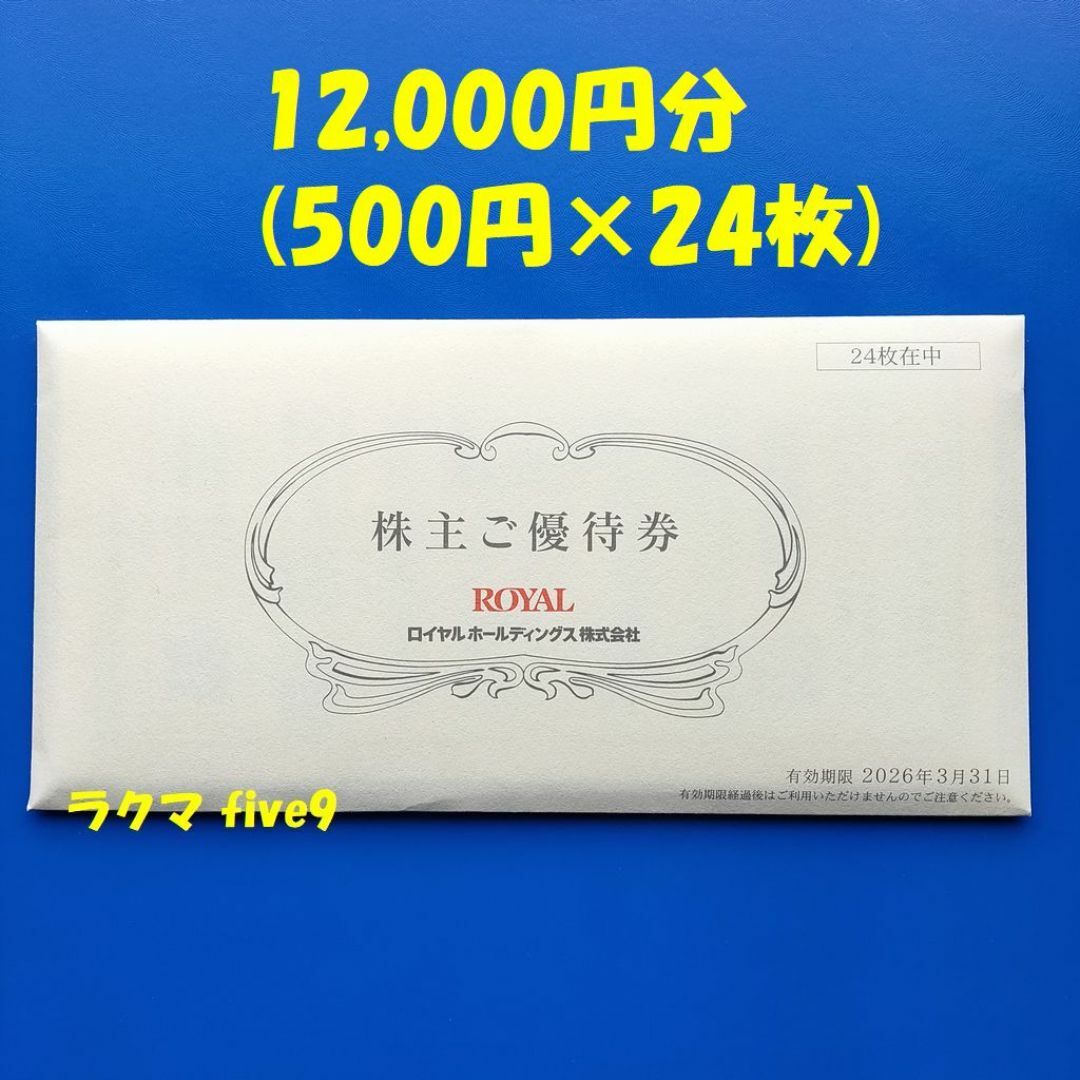 12,000円分
(500円×24枚)
24枚在中
株主ご優待券
ROYAL
ロイヤルホールディングス株式会社
有効期限 2026年3月31日
有効期限経過後はご利用いただけませんのでご注意ください。
ラクマ five9